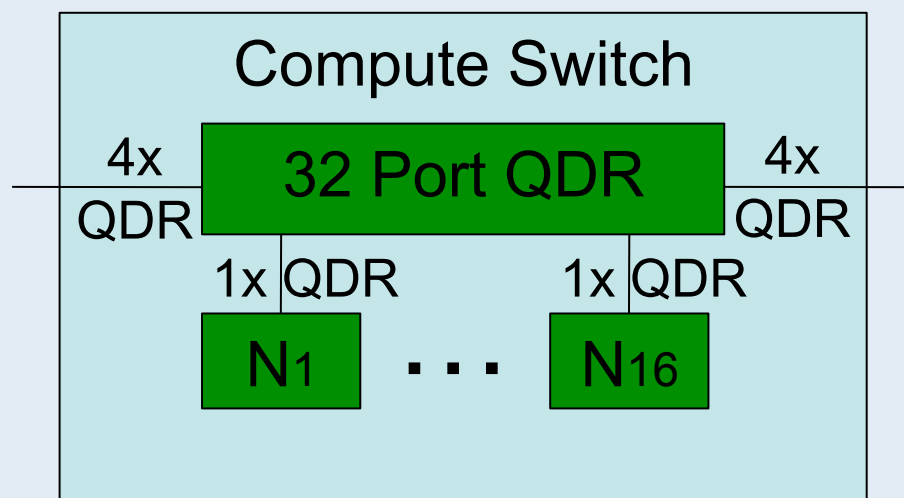 Compute Switch
4x
QDR
32 Port QDR
4x
QDR
1x QDR
1x QDR
N1
. . .
N16